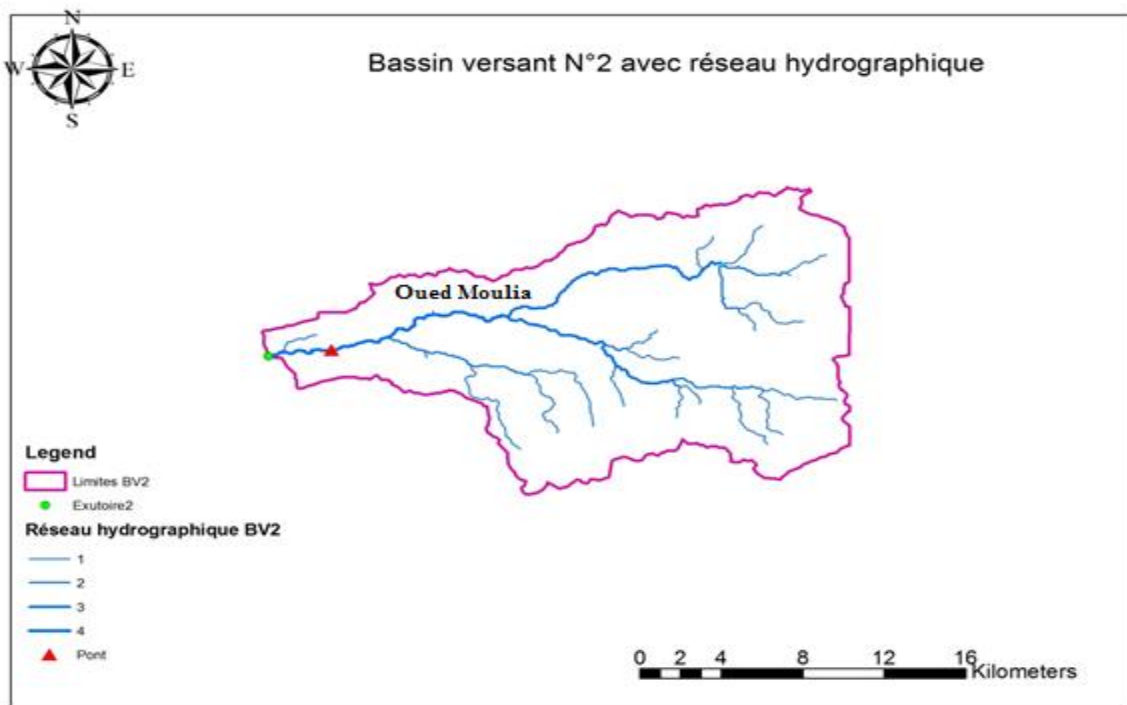 N
W E
S
Bassin versant N°2 avec réseau hydrographique
Oued Moulia
Legend
Limites BV2
Exutoire2
Réseau hydrographique BV2
1
2
3
4
Pont
0 2 4 8 12 16
Kilometers